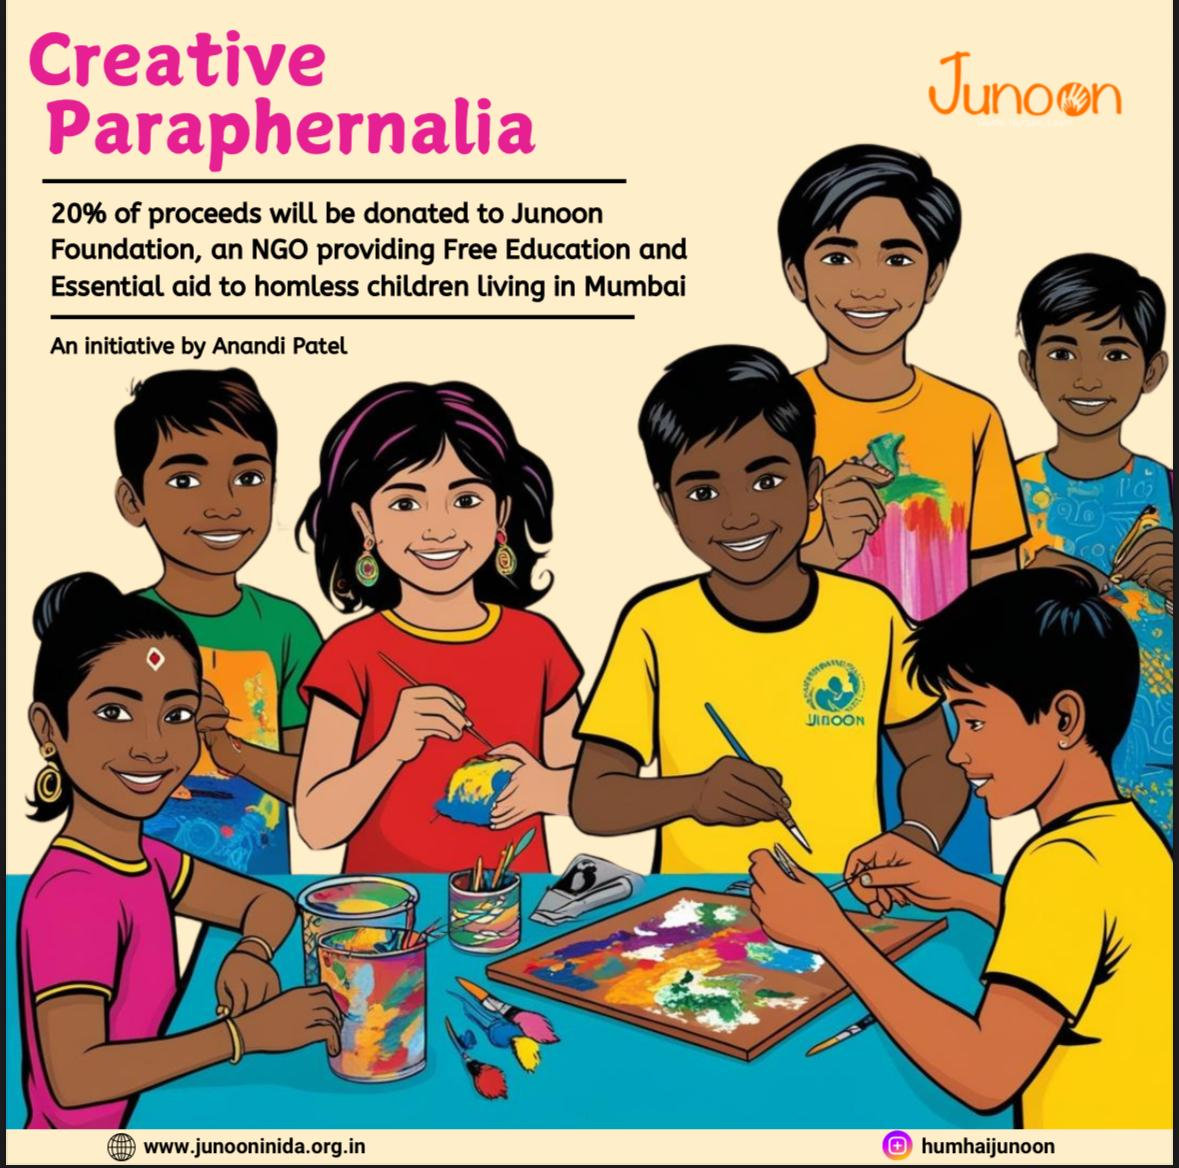 Creative
Paraphernalia
Junoon
20% of proceeds will be donated to Junoon
Foundation, an NGO providing Free Education and
Essential aid to homless children living in Mumbai
An initiative by Anandi Patel
JUNOON
www.junooninida.org.in
humhaijunoon